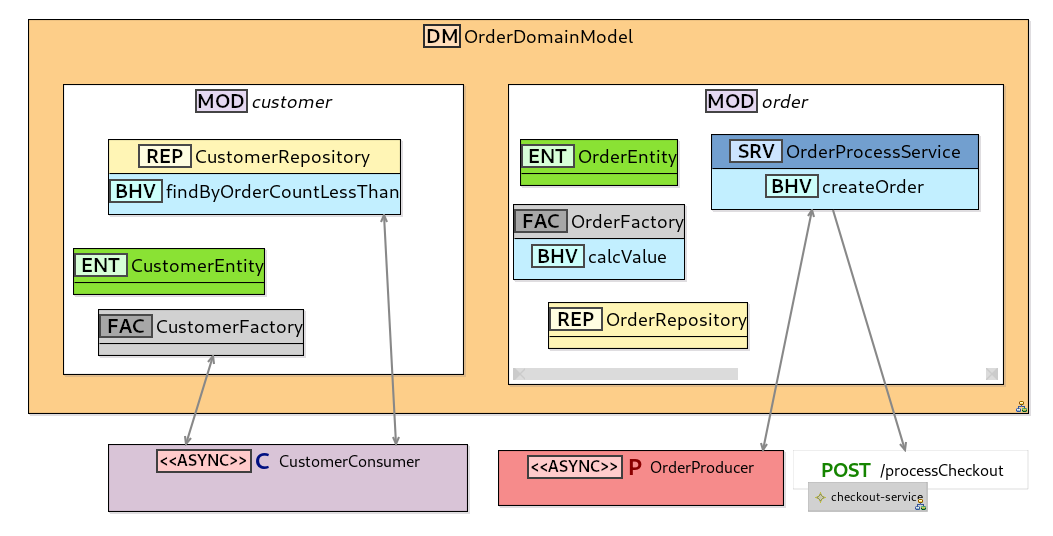 DM OrderDomainModel
MOD customer
REP CustomerRepository
BHV findByOrderCountLessThan
ENT CustomerEntity
FAC CustomerFactory
MOD order
ENT OrderEntity
FAC OrderFactory
BHV calcValue
REP OrderRepository
SRV OrderProcessService
BHV createOrder
<<ASYNC>> C CustomerConsumer
<<ASYNC>> P OrderProducer
POST /processCheckout
checkout-service